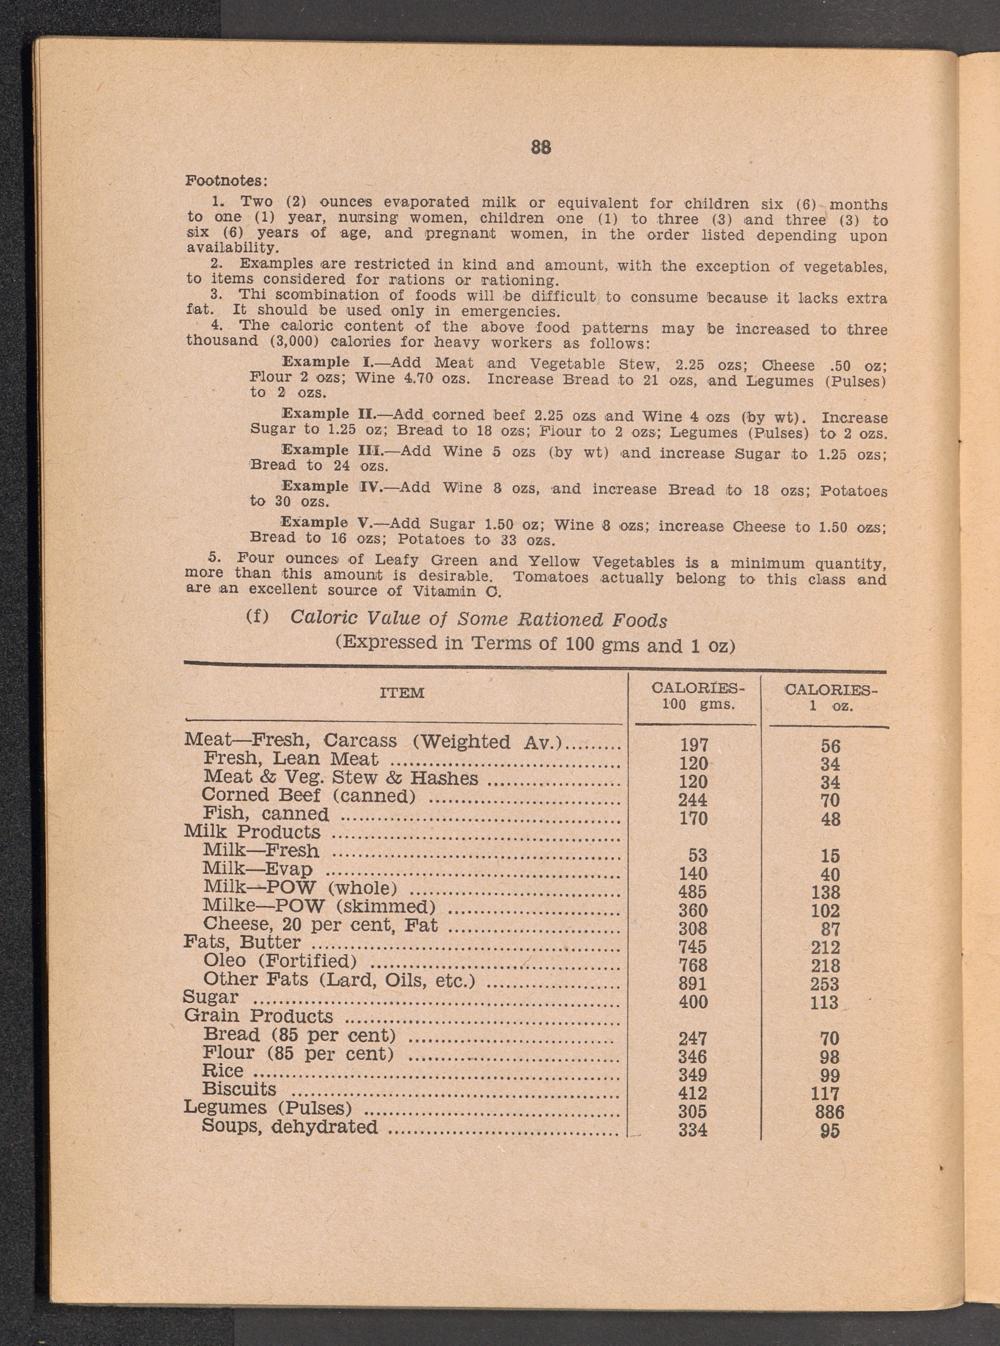 88
Footnotes:
1. Two (2) ounces evaporated milk or equivalent for children six (6) months
to one (1) year, nursing women, children one (1) to three (3) and three (3) to
six (6) years of age, and pregnant women, in the order listed depending upon
availability.
2. Examples are restricted in kind and amount, with the exception of vegetables,
to items considered for rations or rationing.
3. Thi scombination of foods will be difficult to consume because it lacks extra
fat. It should be used only in emergencies.
4. The caloric content of the above food patterns may be increased to three
thousand (3,000) calories for heavy workers as follows:
Example I.—Add Meat and Vegetable Stew, 2.25 ozs; Cheese .50 oz;
Flour 2 ozs; Wine 4.70 ozs. Increase Bread to 21 ozs, and Legumes (Pulses)
to 2 ozs.
Example II.—Add corned beef 2.25 ozs and Wine 4 ozs (by wt). Increase
Sugar to 1.25 oz; Bread to 18 ozs; Flour to 2 ozs; Legumes (Pulses) to 2 ozs.
Example III.—Add Wine 5 ozs (by wt) and increase Sugar to 1.25 ozs;
Bread to 24 ozs.
Example IV.—Add Wine 8 ozs, and increase Bread to 18 ozs; Potatoes
to 30 ozs.
Example V.—Add Sugar 1.50 oz; Wine 8 ozs; increase Cheese to 1.50 ozs;
Bread to 16 ozs; Potatoes to 33 ozs.
5. Four ounces of Leafy Green and Yellow Vegetables is a minimum quantity,
more than this amount is desirable. Tomatoes actually belong to this class and
are an excellent source of Vitamin C.
(f) Caloric Value of Some Rationed Foods
(Expressed in Terms of 100 gms and 1 oz)
ITEM CALORIES- CALORIES-
100 gms. 1 oz.
Meat—Fresh, Carcass (Weighted Av.)......... 197 56
Fresh, Lean Meat .................................... 120 34
Meat & Veg. Stew & Hashes ..................... 120 34
Corned Beef (canned) .............................. 244 70
Fish, canned ............................................ 170 48
Milk Products .............................................
Milk—Fresh ............................................. 53 15
Milk—Evap .............................................. 140 40
Milk—POW (whole) ................................. 485 138
Milke—POW (skimmed) ........................... 360 102
Cheese, 20 per cent, Fat ........................... 308 87
Fats, Butter ................................................ 745 212
Oleo (Fortified) ....................................... 768 218
Other Fats (Lard, Oils, etc.) ..................... 891 253
Sugar ......................................................... 400 113
Grain Products ...........................................
Bread (85 per cent) ................................ 247 70
Flour (85 per cent) ................................. 346 98
Rice ......................................................... 349 99
Biscuits ................................................... 412 117
Legumes (Pulses) ........................................ 305 886
Soups, dehydrated .................................... 334 95